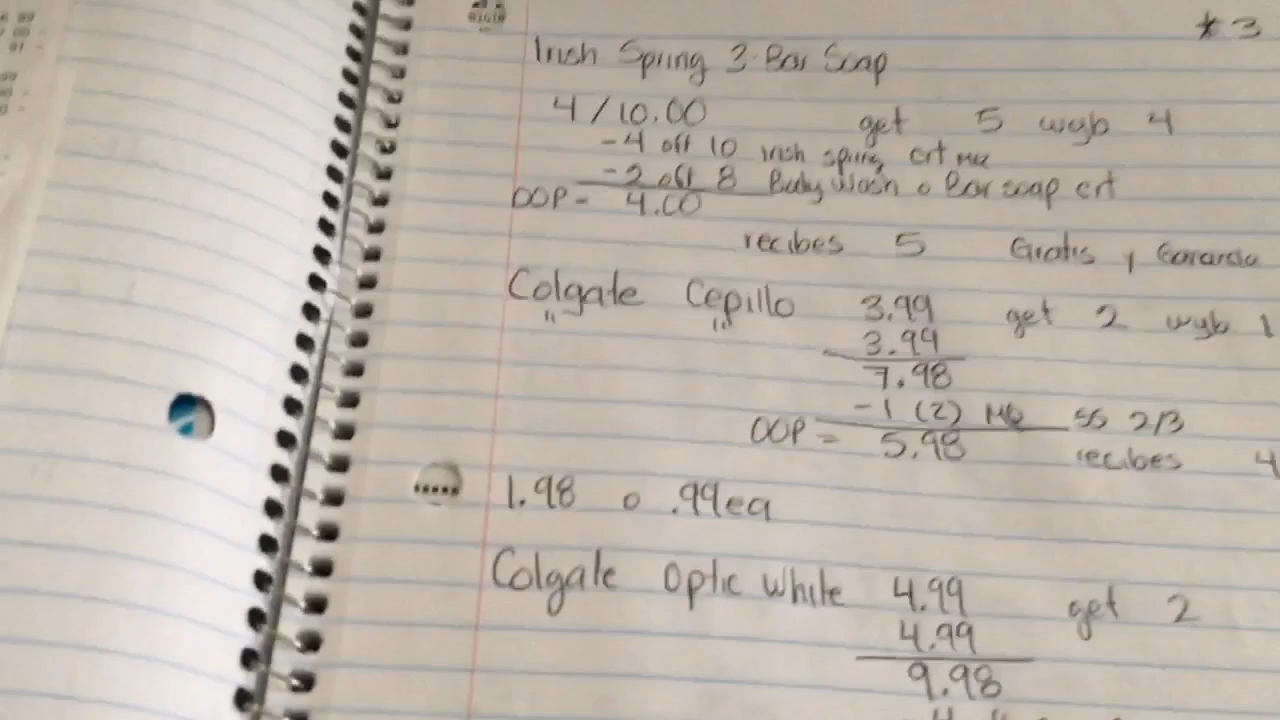 * 3
Irish Spring 3-Bar Soap
4/10.00 get 5 wyb 4
-4 off 10 Irish spring crt
-2 off 8 Body Wash o Bar soap crt
OOP = 4.00
recibes 5 Gratis y
Colgate Cepillo 3.99 get 2 wyb 1
" " 3.99
7.98
-1 (2) MQ SS 2/3
OOP = 5.98
recibes 4
1.98 o .99ea
Colgate Optic White 4.99 get 2
4.99
9.98